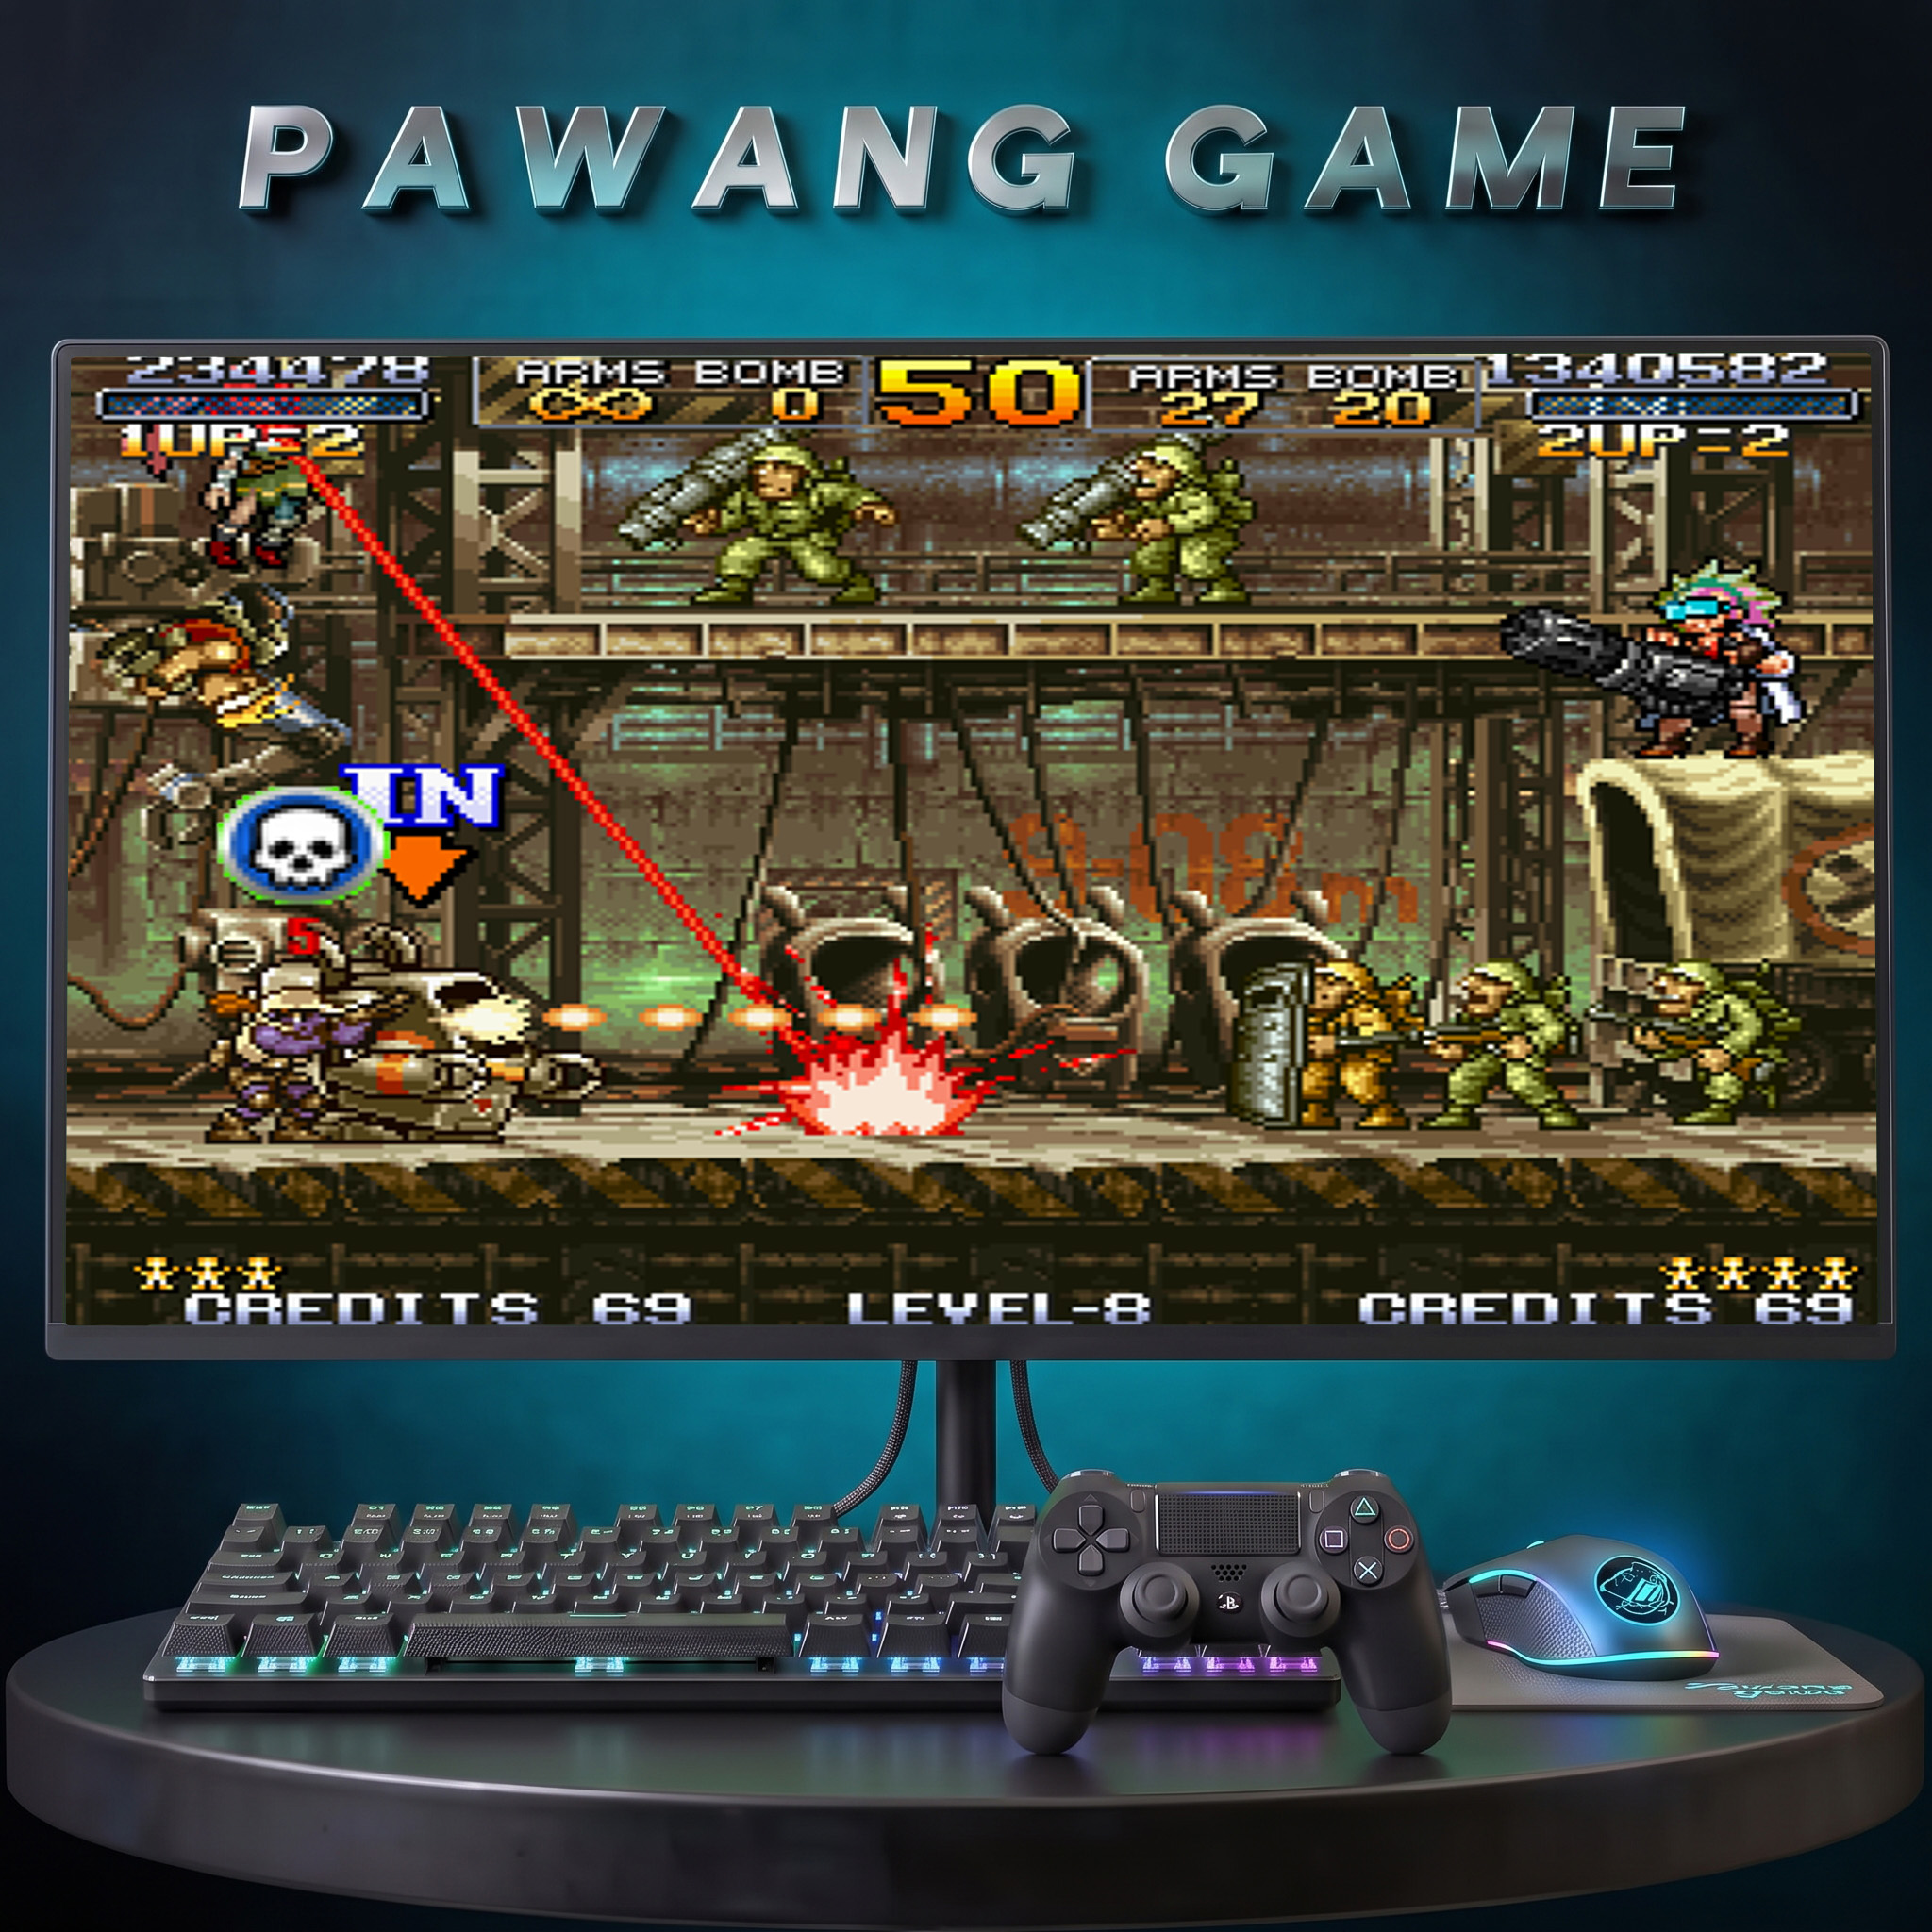 PAWANG GAME
234478 ARMS BOMB 50 ARMS BOMB 1340582
∞ 0 27 20
1UP=2 2UP=2
IN
5
CREDITS 69 LEVEL-8 CREDITS 69